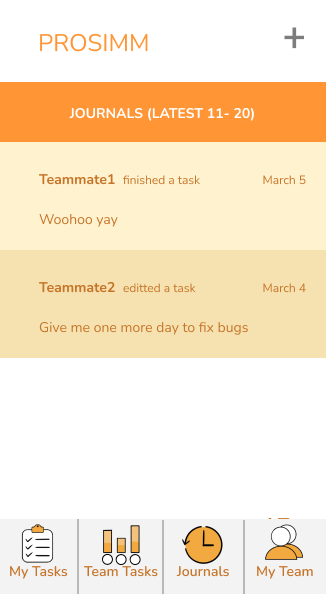 PROSIMM
JOURNALS (LATEST 11- 20)
Teammate1 finished a task March 5
Woohoo yay
Teammate2 editted a task March 4
Give me one more day to fix bugs
My Tasks Team Tasks Journals My Team